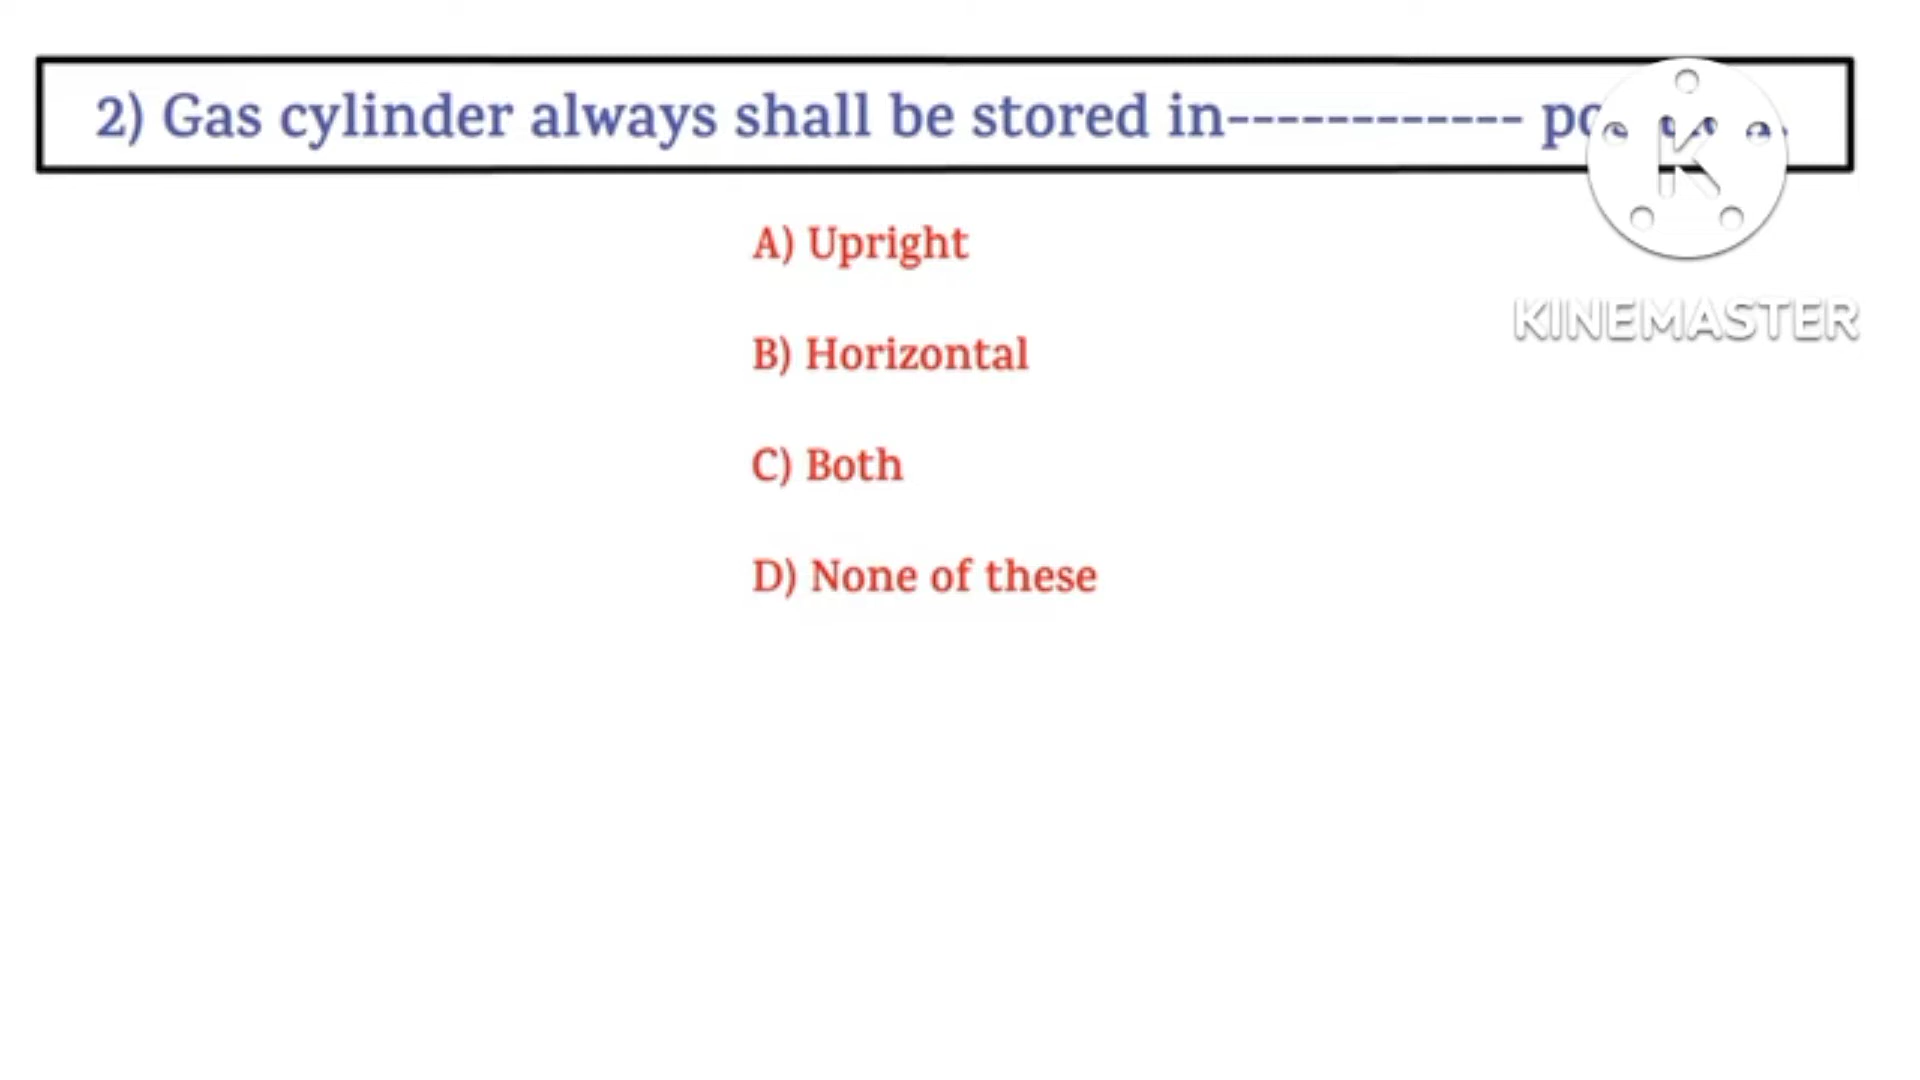 2) Gas cylinder always shall be stored in------------
A) Upright
KINEMASTER
B) Horizontal
C) Both
D) None of these